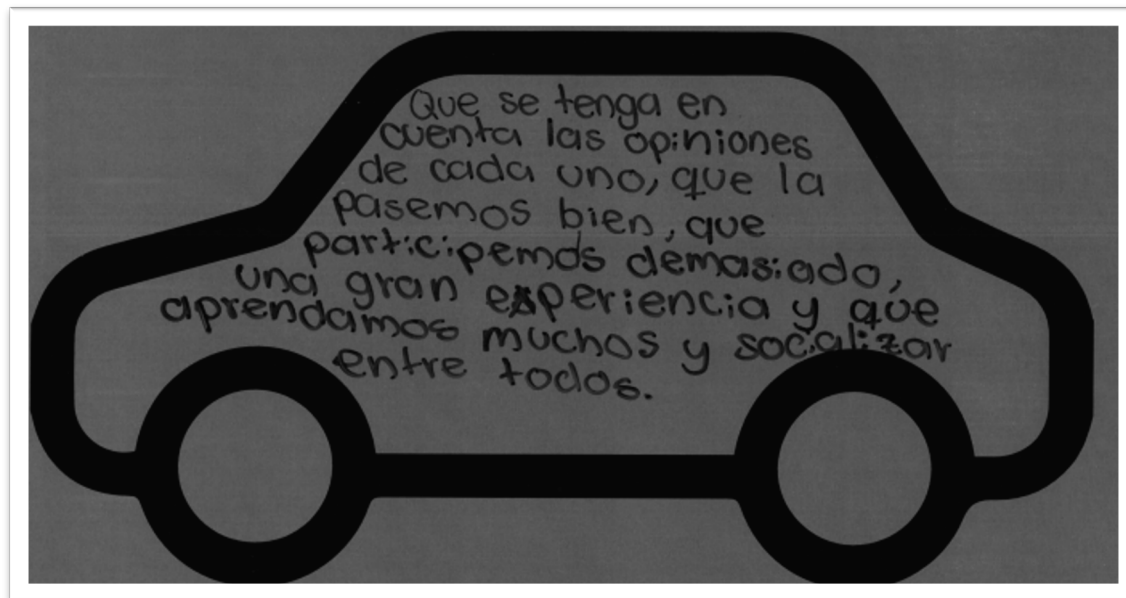 Que se tenga en
cuenta las opiniones
de cada uno, que la
pasemos bien, que
participemos demasiado,
una gran experiencia y que
aprendamos muchos y socializar
entre todos.